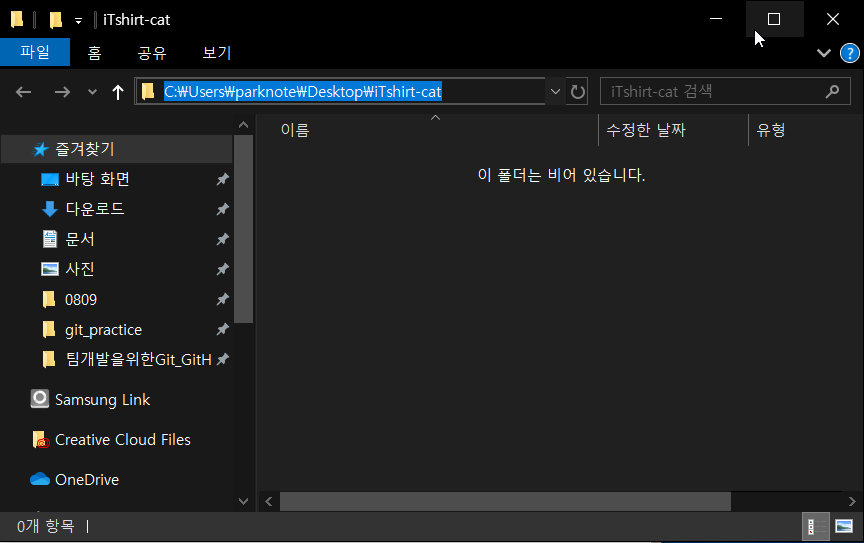 iTshirt-cat
파일 홈 공유 보기
C:₩Users₩parknote₩Desktop₩iTshirt-cat
iTshirt-cat 검색
이름 수정한 날짜 유형
이 폴더는 비어 있습니다.
즐겨찾기
바탕 화면
다운로드
문서
사진
0809
git_practice
팀개발을위한Git_GitH
Samsung Link
Creative Cloud Files
OneDrive
0개 항목